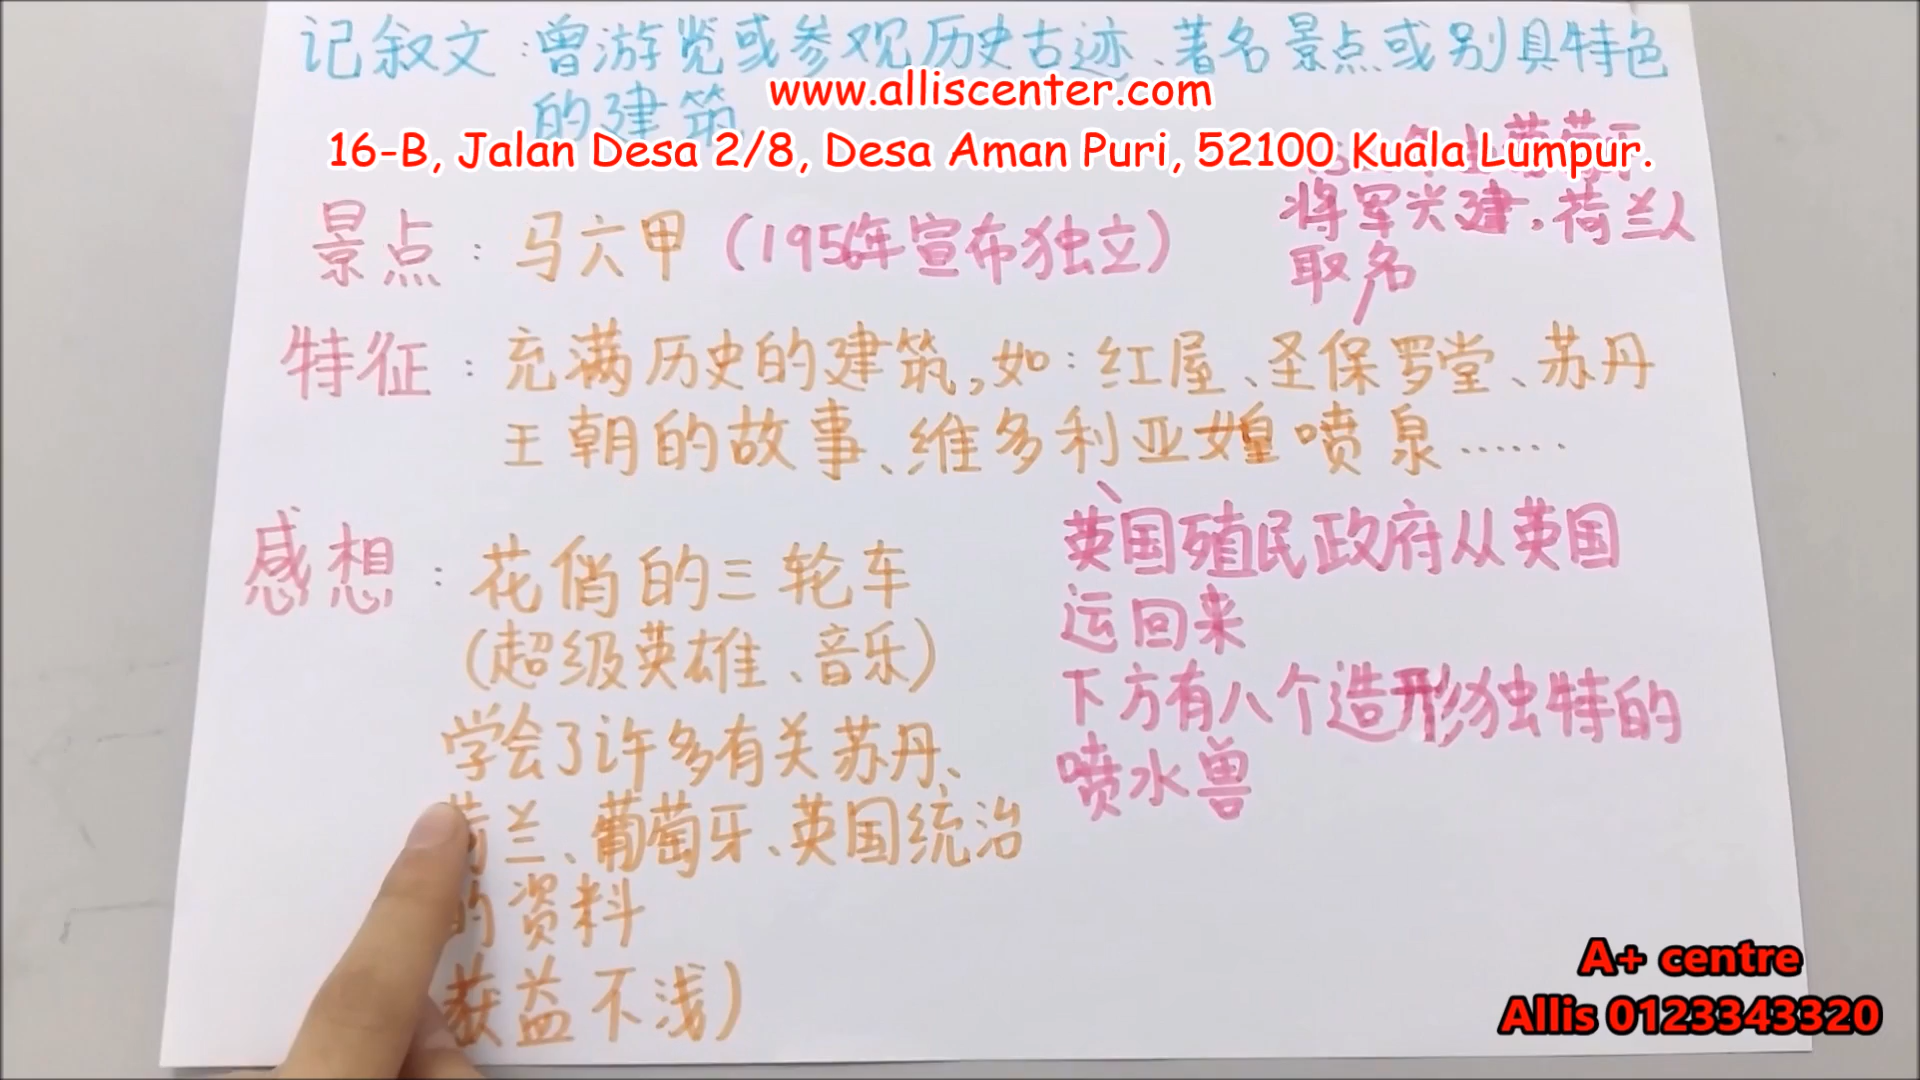 记叙文:曾游览或参观历史古迹、著名景点或别具特色
的建筑
www.alliscenter.com
16-B, Jalan Desa 2/8, Desa Aman Puri, 52100 Kuala Lumpur.
将军兴建,荷兰人
取名
景点:马六甲(1956年宣布独立)
特征:充满历史的建筑,如:红屋、圣保罗堂、苏丹
王朝的故事、维多利亚女皇喷泉……
英国殖民政府从英国
运回来
下方有八个造形独特的
喷水兽
感想:花俏的三轮车
(超级英雄、音乐)
学会了许多有关苏丹、
荷兰、葡萄牙、英国统治
的资料
获益不浅)
A+ centre
Allis 0123343320